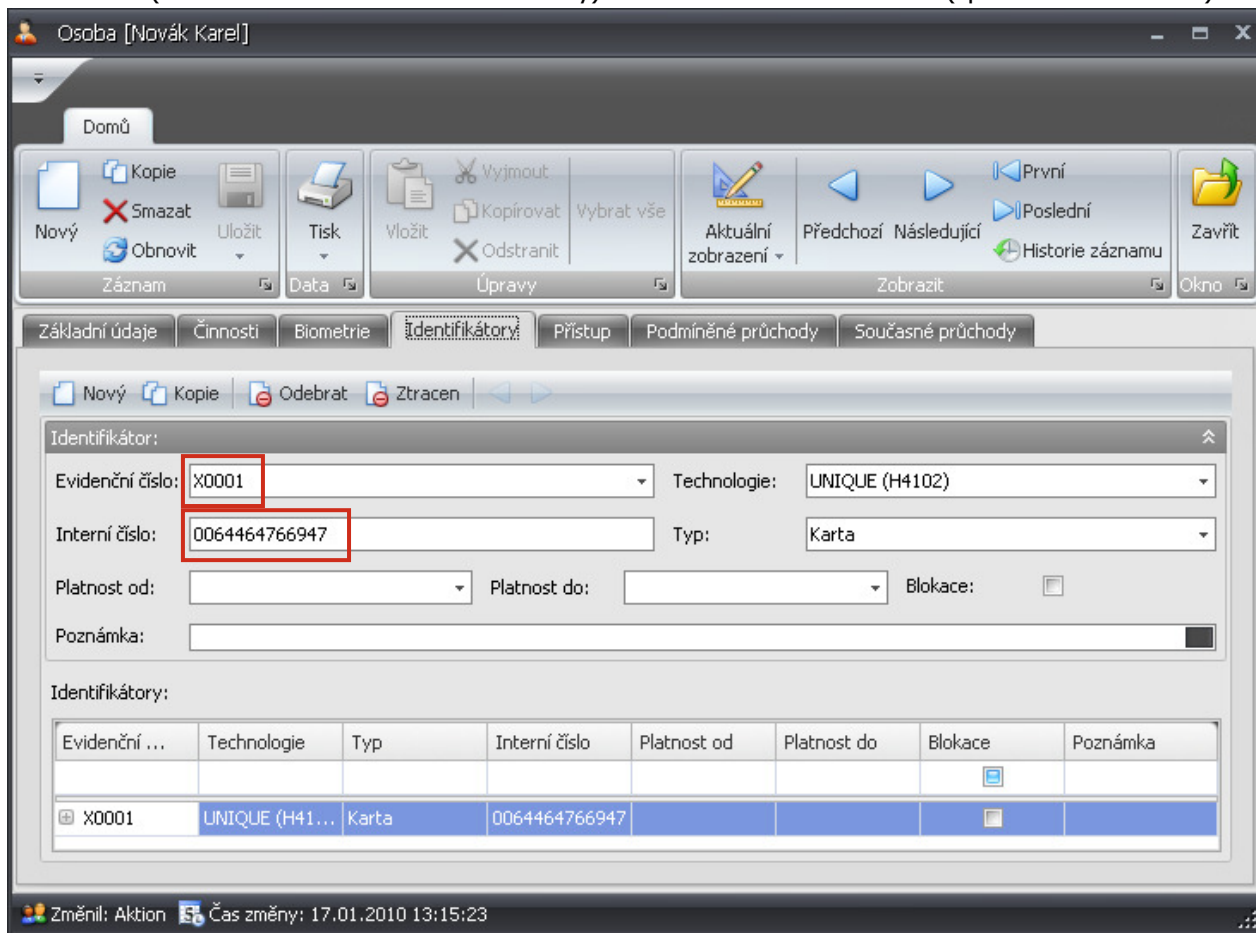 Osoba [Novák Karel]
Domů
Nový
Kopie
Smazat
Obnovit
Uložit
Tisk
Vložit
Vyjmout
Kopírovat
Odstranit
Vybrat vše
Aktuální
zobrazení
Předchozí
Následující
První
Poslední
Historie záznamu
Zavřít
Záznam
Data
Úpravy
Zobrazit
Okno
Základní údaje
Činnosti
Biometrie
Identifikátory
Přístup
Podmíněné průchody
Současné průchody
Nový
Kopie
Odebrat
Ztracen
Identifikátor:
Evidenční číslo: X0001
Technologie: UNIQUE (H4102)
Interní číslo: 0064464766947
Typ: Karta
Platnost od:
Platnost do:
Blokace:
Poznámka:
Identifikátory:
Evidenční ... Technologie Typ Interní číslo Platnost od Platnost do Blokace Poznámka
X0001 UNIQUE (H41... Karta 0064464766947
Změnil: Aktion Čas změny: 17.01.2010 13:15:23